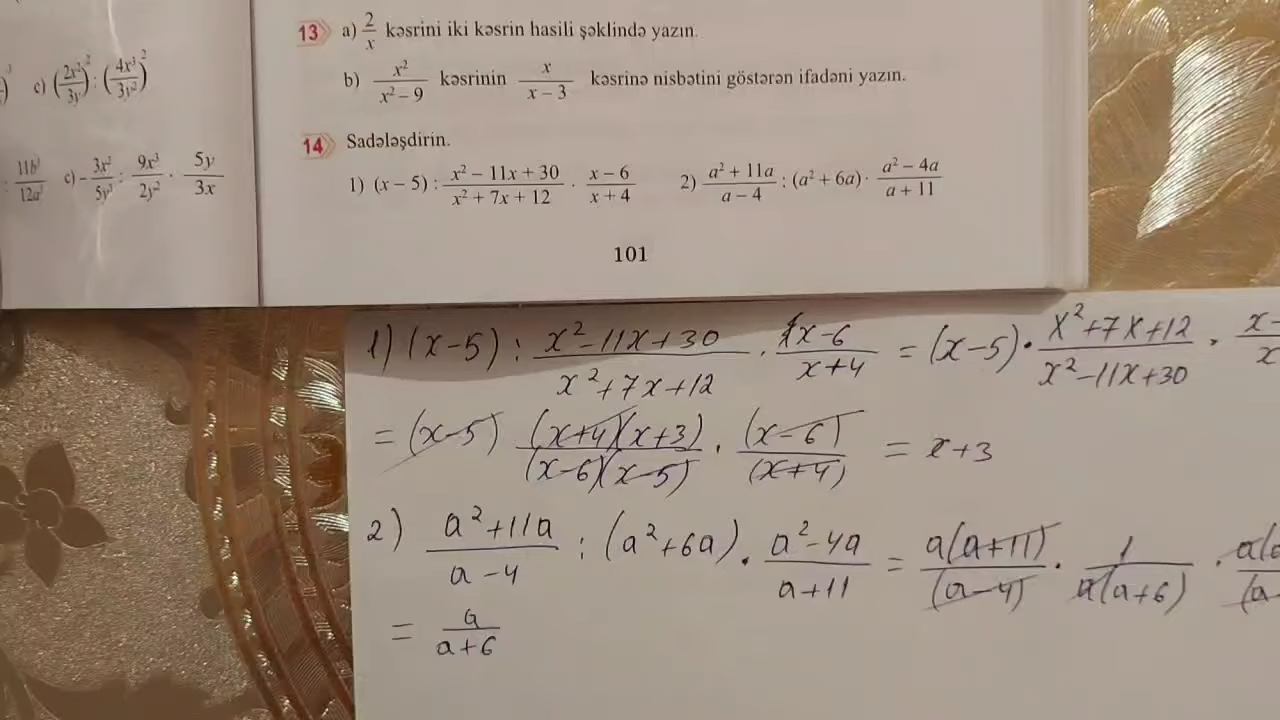 c) (2x²/3y)² : (4x³/3y²)²
: 11b³/12a² c) -3x²/5y³ : 9x³/2y² · 5y/3x
13 a) 2/x kəsrini iki kəsrin hasili şəklində yazın.
b) x²/(x² – 9) kəsrinin x/(x – 3) kəsrinə nisbətini göstərən ifadəni yazın.
14 Sadələşdirin.
1) (x – 5) : (x² – 11x + 30)/(x² + 7x + 12) · (x – 6)/(x + 4) 2) (a² + 11a)/(a – 4) : (a² + 6a) · (a² – 4a)/(a + 11)
101
1) (x-5) : (x²-11x+30)/(x²+7x+12) · (x-6)/(x+4) = (x-5) · (x²+7x+12)/(x²-11x+30) · x-/x
= (x-5) (x+4)(x+3)/(x-6)(x-5) · (x-6)/(x+4) = x+3
2) (a²+11a)/(a-4) : (a²+6a) · (a²-4a)/(a+11) = a(a+11)/(a-4) · 1/a(a+6) · a(a/(a-
= a/(a+6)